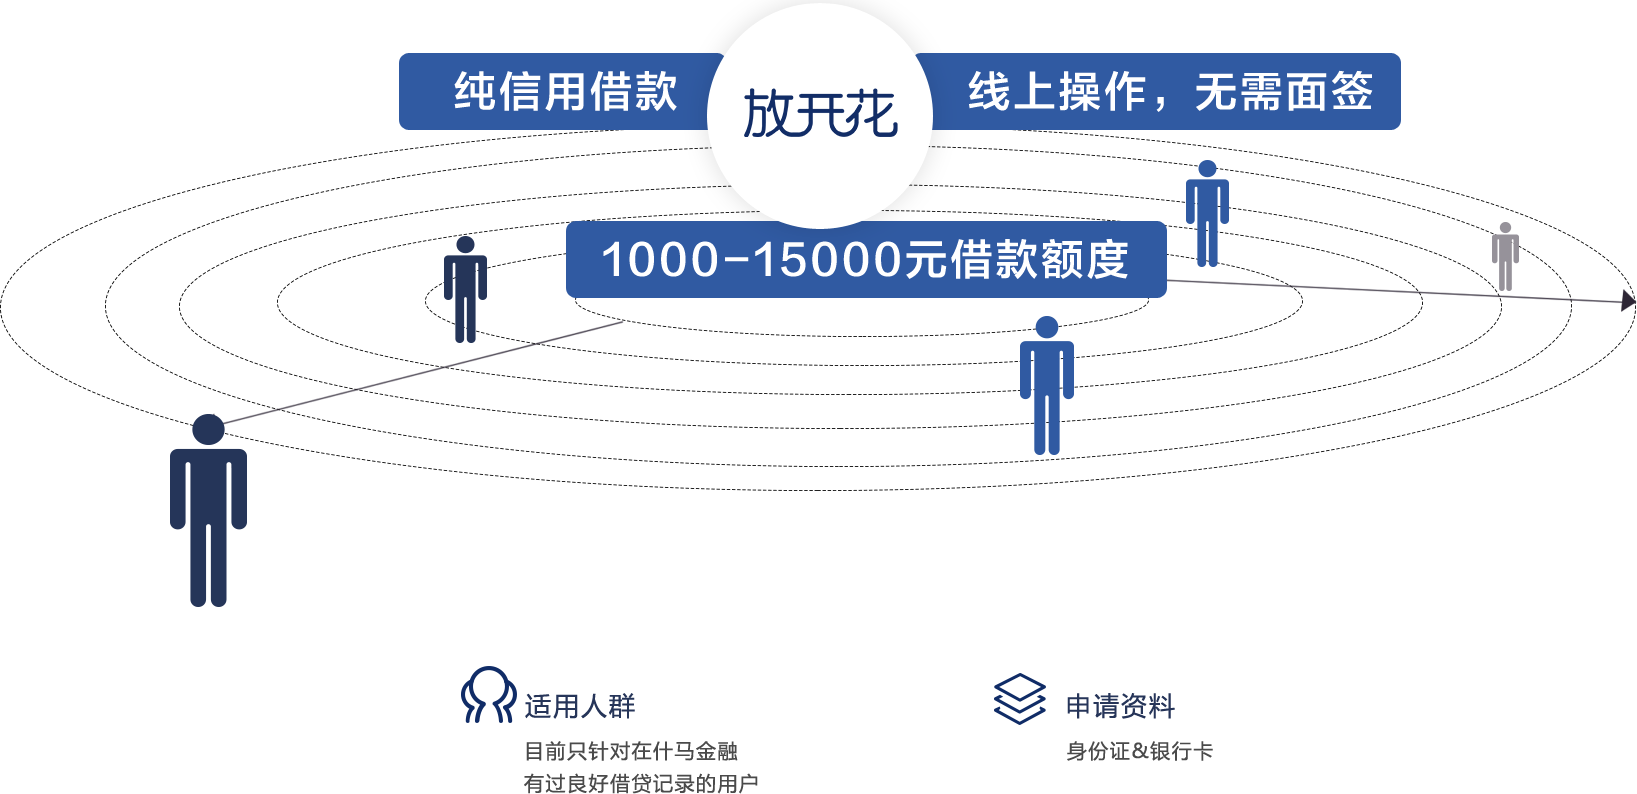 纯信用借款
放开花
线上操作，无需面签
1000-15000元借款额度
适用人群
目前只针对在什马金融
有过良好借贷记录的用户
申请资料
身份证&银行卡